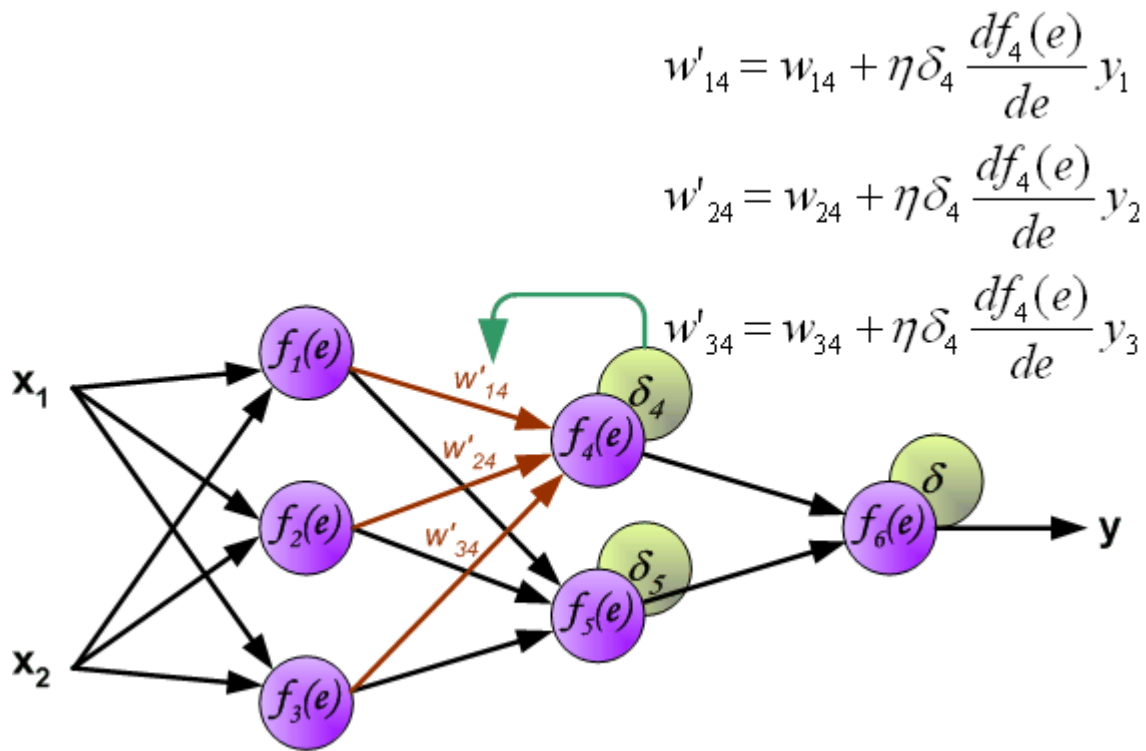 w'₁₄ = w₁₄ + ηδ₄ df₄(e)/de y₁
w'₂₄ = w₂₄ + ηδ₄ df₄(e)/de y₂
w'₃₄ = w₃₄ + ηδ₄ df₄(e)/de y₃
f₁(e)
x₁
w'₁₄
δ₄
f₄(e)
w'₂₄
δ
f₂(e)
w'₃₄
f₆(e)
y
δ₅
f₅(e)
x₂
f₃(e)